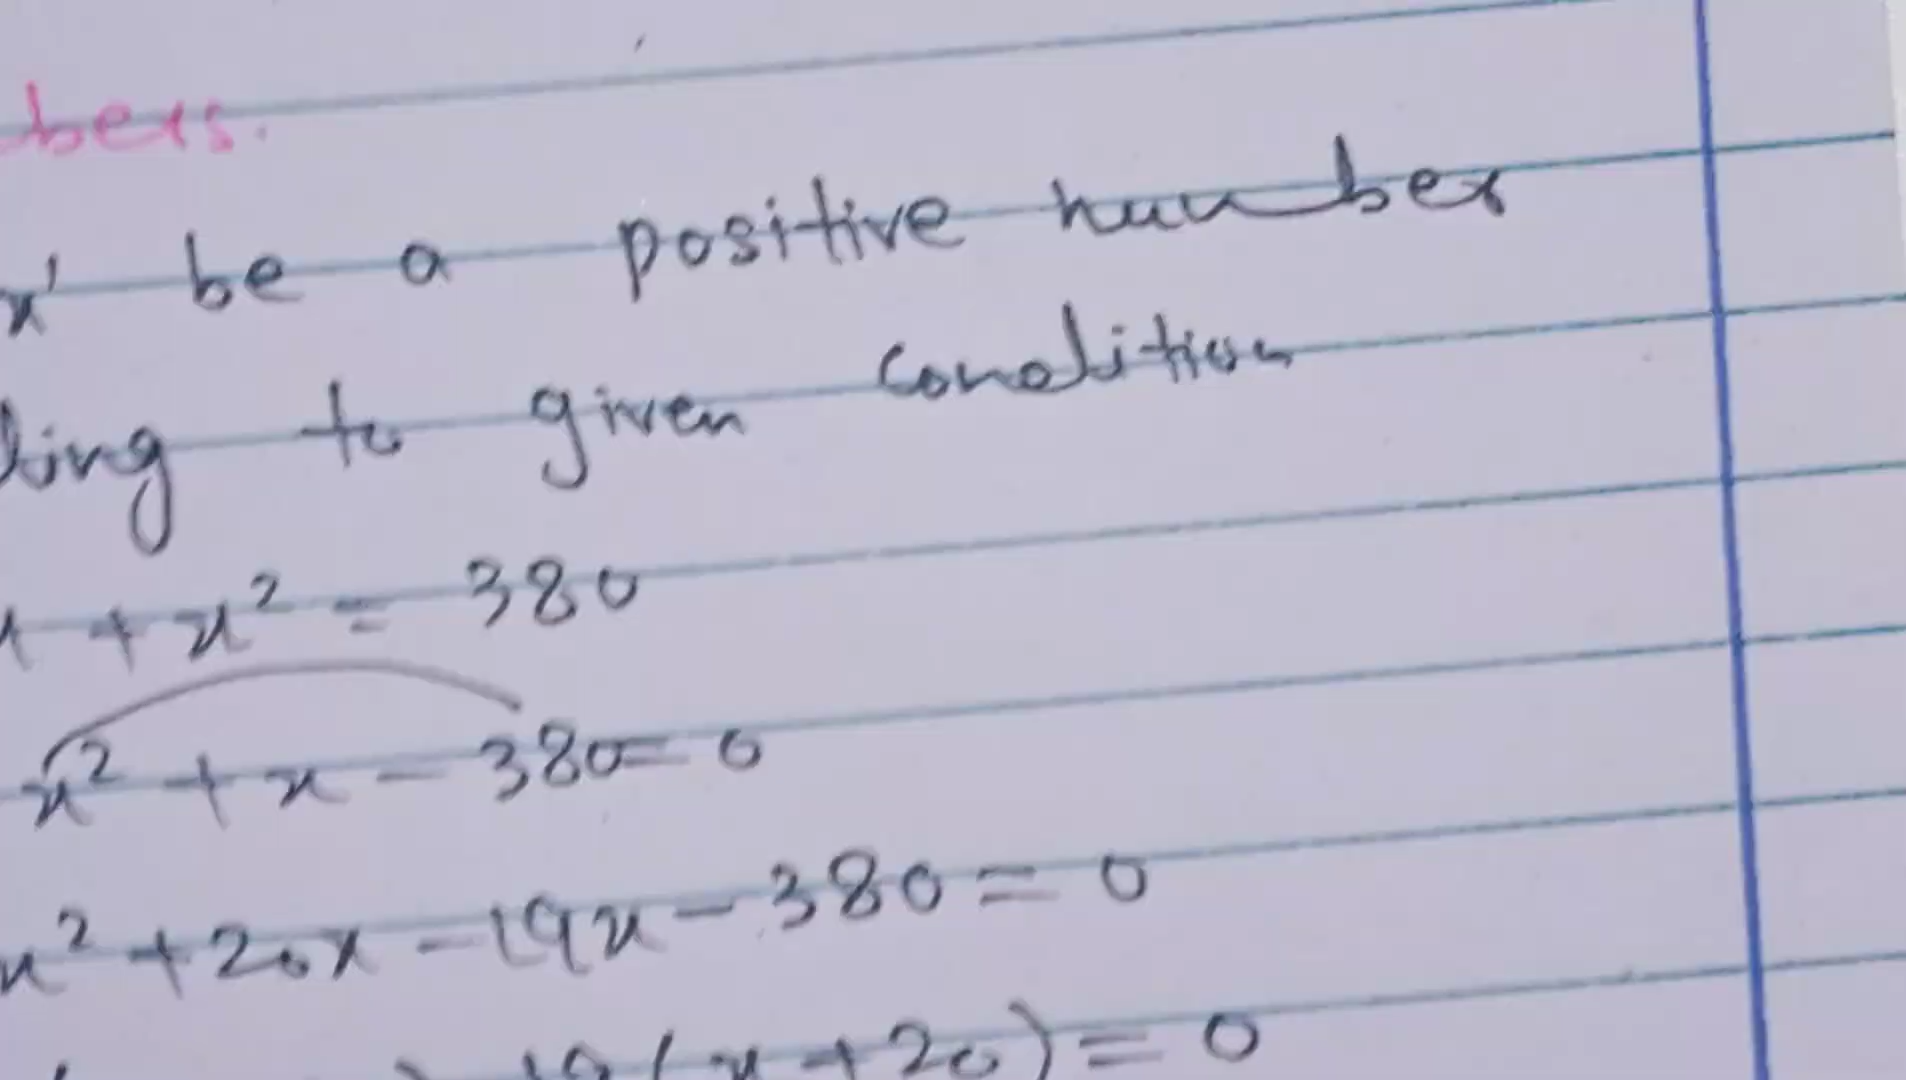 bers.
x' be a positive number
ding to given condition
x + x² = 380
x² + x - 380 = 0
x² + 20x - 19x - 380 = 0
19(x + 20) = 0